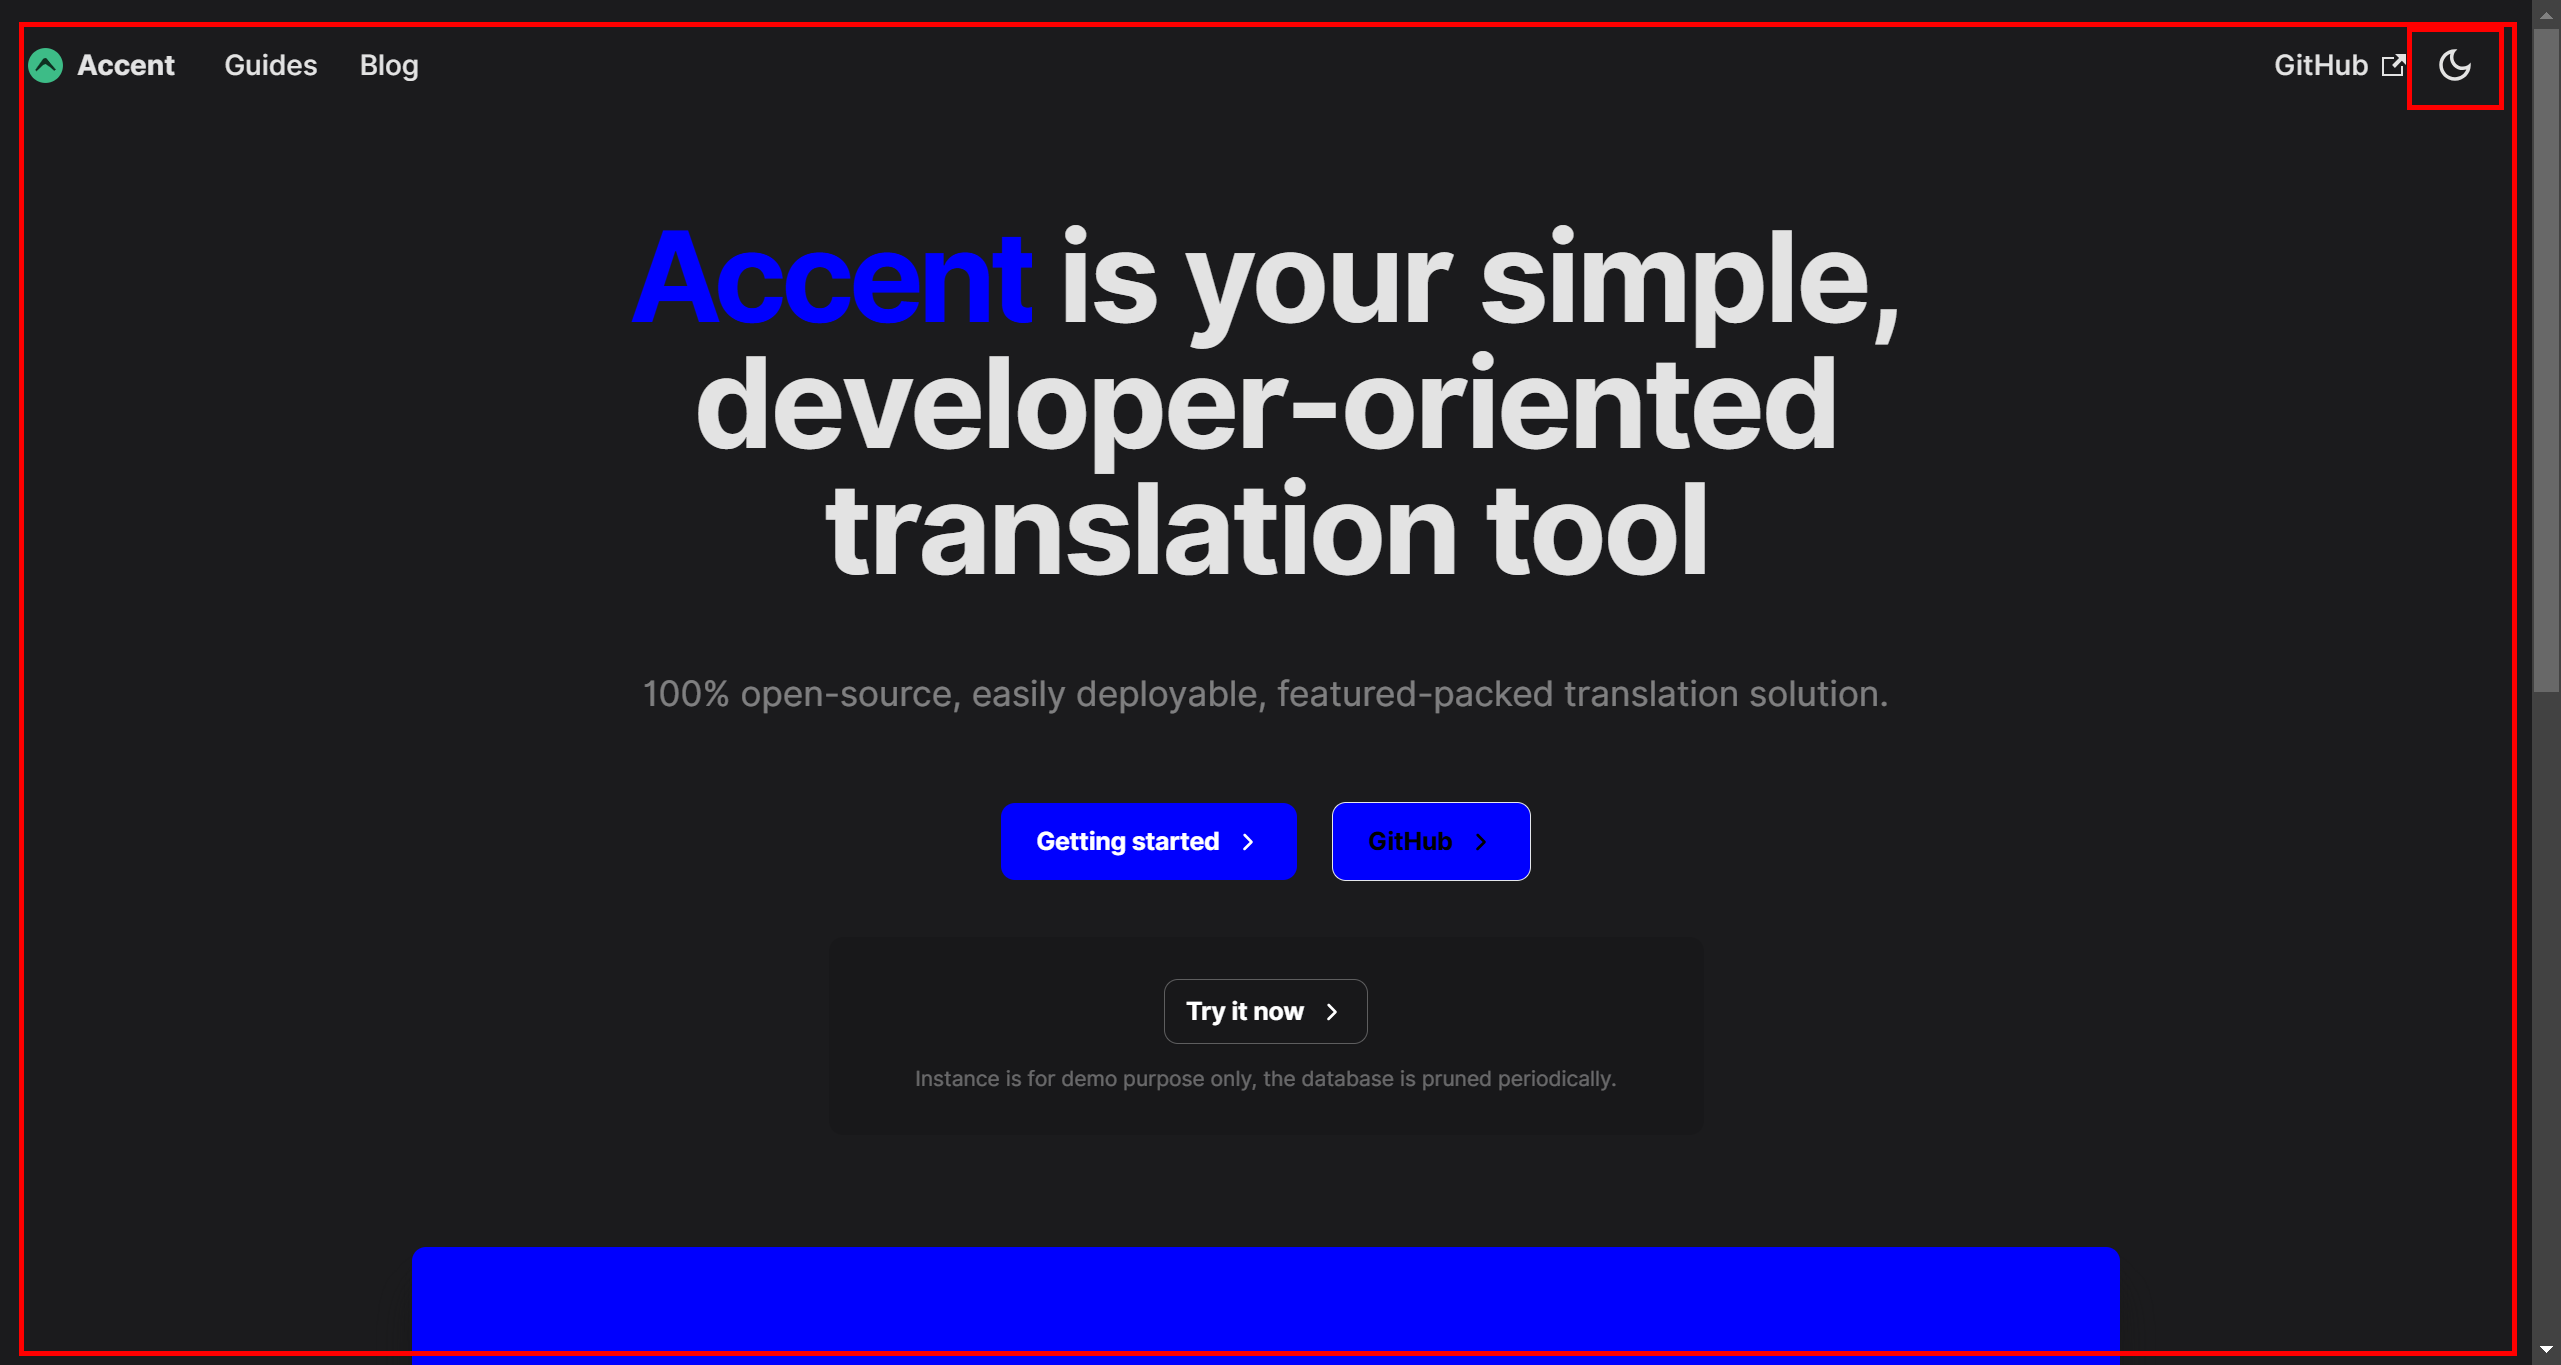 Accent Guides Blog GitHub
Accent is your simple,
developer-oriented
translation tool
100% open-source, easily deployable, featured-packed translation solution.
Getting started GitHub
Try it now
Instance is for demo purpose only, the database is pruned periodically.